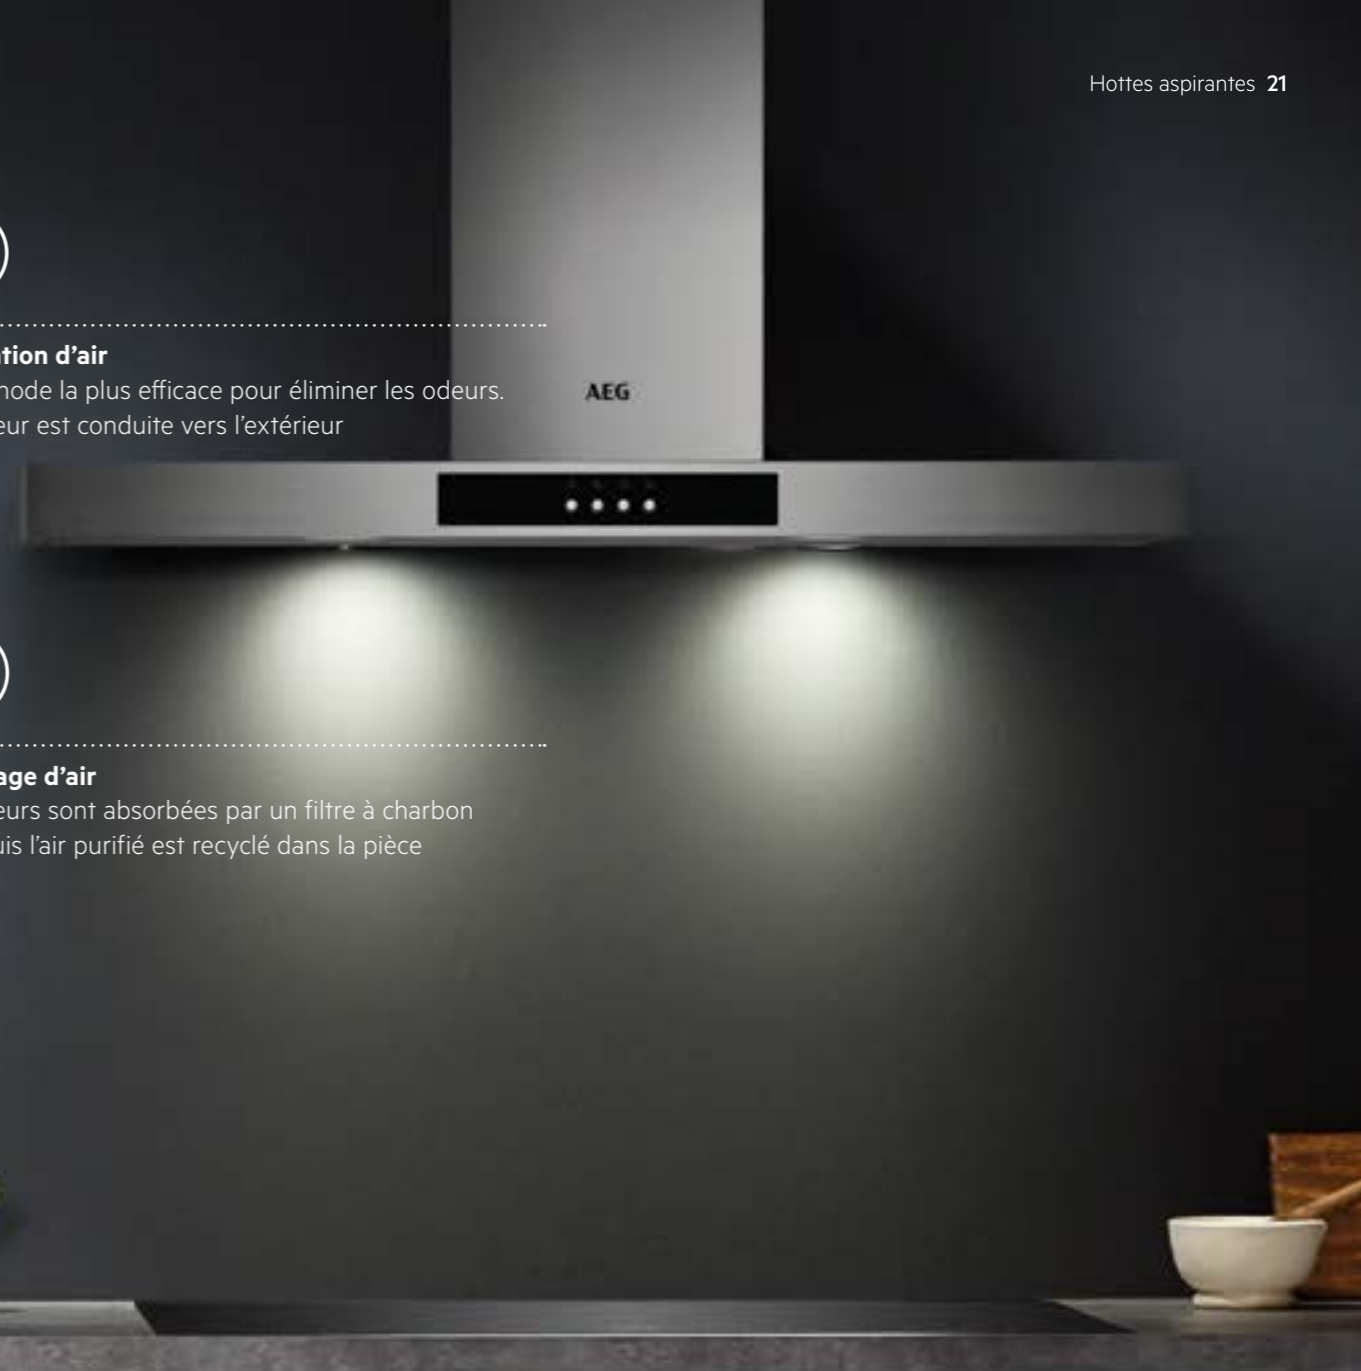 Hottes aspirantes 21
tion d’air
node la plus efficace pour éliminer les odeurs.
eur est conduite vers l’extérieur
AEG
age d’air
eurs sont absorbées par un filtre à charbon
uis l’air purifié est recyclé dans la pièce